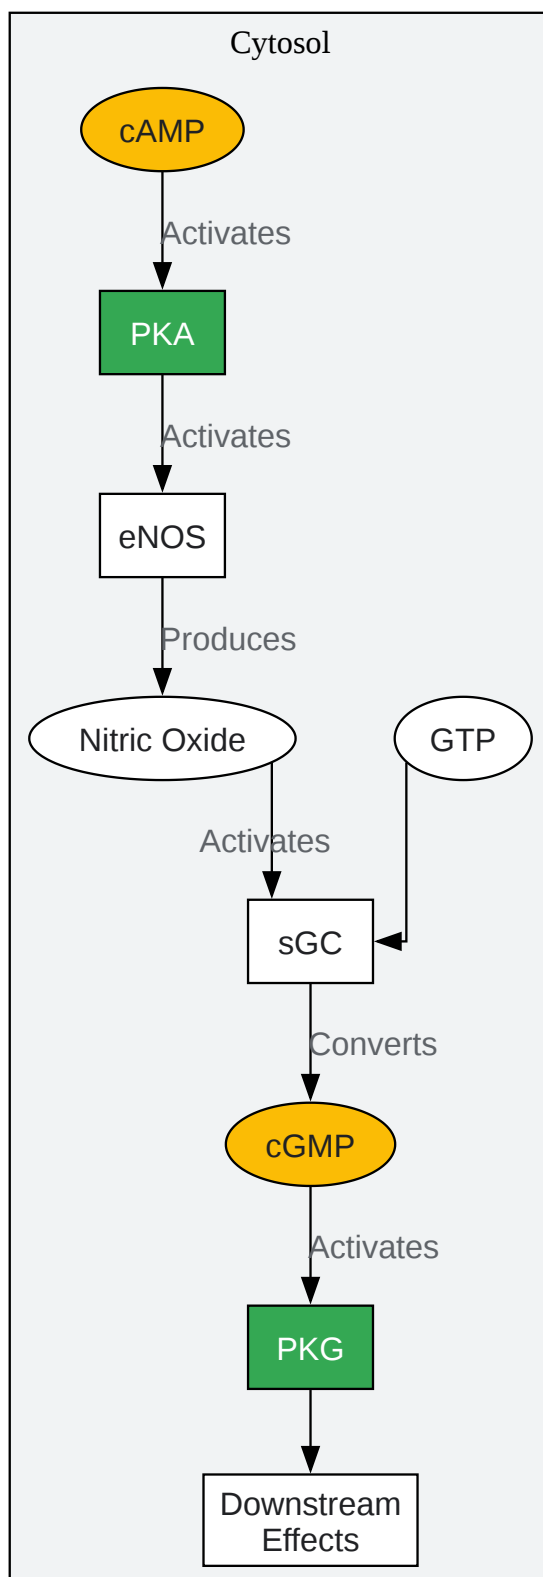 Cytosol
cAMP
Activates
PKA
Activates
eNOS
Produces
Nitric Oxide
GTP
Activates
sGC
Converts
cGMP
Activates
PKG
Downstream
Effects